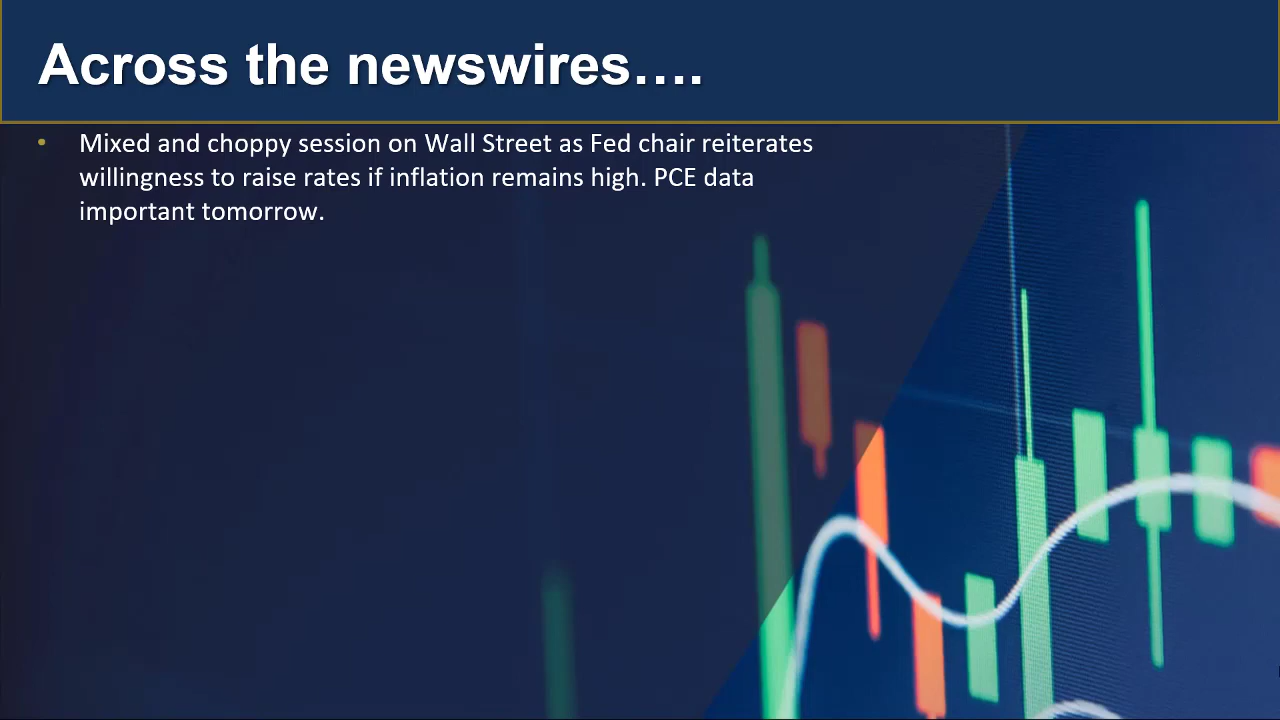 Across the newswires….
• Mixed and choppy session on Wall Street as Fed chair reiterates
willingness to raise rates if inflation remains high. PCE data
important tomorrow.